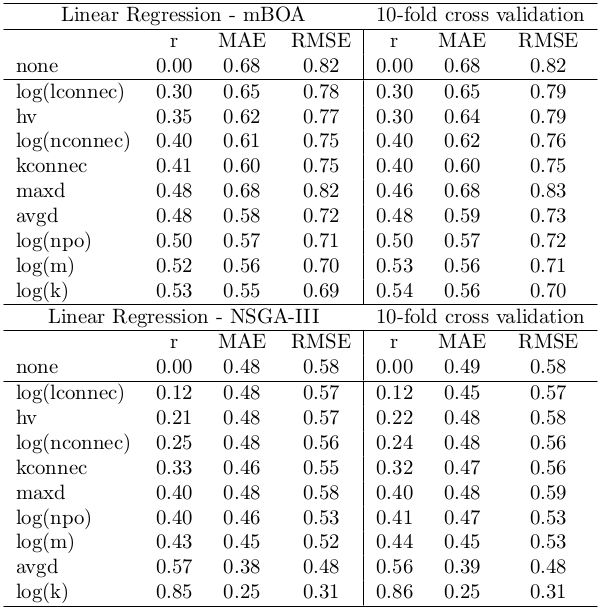 Linear Regression - mBOA 10-fold cross validation
r MAE RMSE r MAE RMSE
none 0.00 0.68 0.82 0.00 0.68 0.82
log(lconnec) 0.30 0.65 0.78 0.30 0.65 0.79
hv 0.35 0.62 0.77 0.30 0.64 0.79
log(nconnec) 0.40 0.61 0.75 0.40 0.62 0.76
kconnec 0.41 0.60 0.75 0.40 0.60 0.75
maxd 0.48 0.68 0.82 0.46 0.68 0.83
avgd 0.48 0.58 0.72 0.48 0.59 0.73
log(npo) 0.50 0.57 0.71 0.50 0.57 0.72
log(m) 0.52 0.56 0.70 0.53 0.56 0.71
log(k) 0.53 0.55 0.69 0.54 0.56 0.70
Linear Regression - NSGA-III 10-fold cross validation
r MAE RMSE r MAE RMSE
none 0.00 0.48 0.58 0.00 0.49 0.58
log(lconnec) 0.12 0.48 0.57 0.12 0.45 0.57
hv 0.21 0.48 0.57 0.22 0.48 0.58
log(nconnec) 0.25 0.48 0.56 0.24 0.48 0.56
kconnec 0.33 0.46 0.55 0.32 0.47 0.56
maxd 0.40 0.48 0.58 0.40 0.48 0.59
log(npo) 0.40 0.46 0.53 0.41 0.47 0.53
log(m) 0.43 0.45 0.52 0.44 0.45 0.53
avgd 0.57 0.38 0.48 0.56 0.39 0.48
log(k) 0.85 0.25 0.31 0.86 0.25 0.31